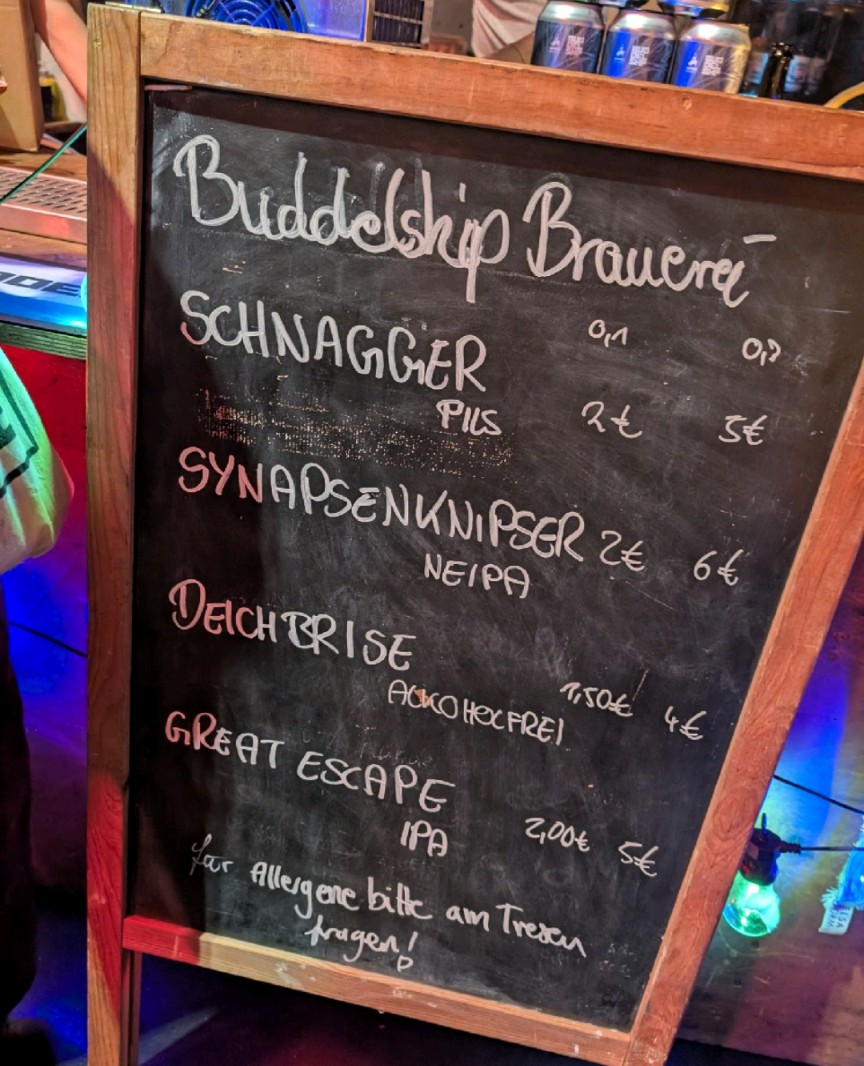 Buddelship Brauerei
0,1 0,3
SCHNAGGER
PILS 2€ 5€
SYNAPSENKNIPSER 2€ 6€
NEIPA
DEICHBRISE
ALKOHOLFREI 1,50€ 4€
GREAT ESCAPE
IPA 2,00€ 5€
für Allergene bitte am Tresen
fragen!